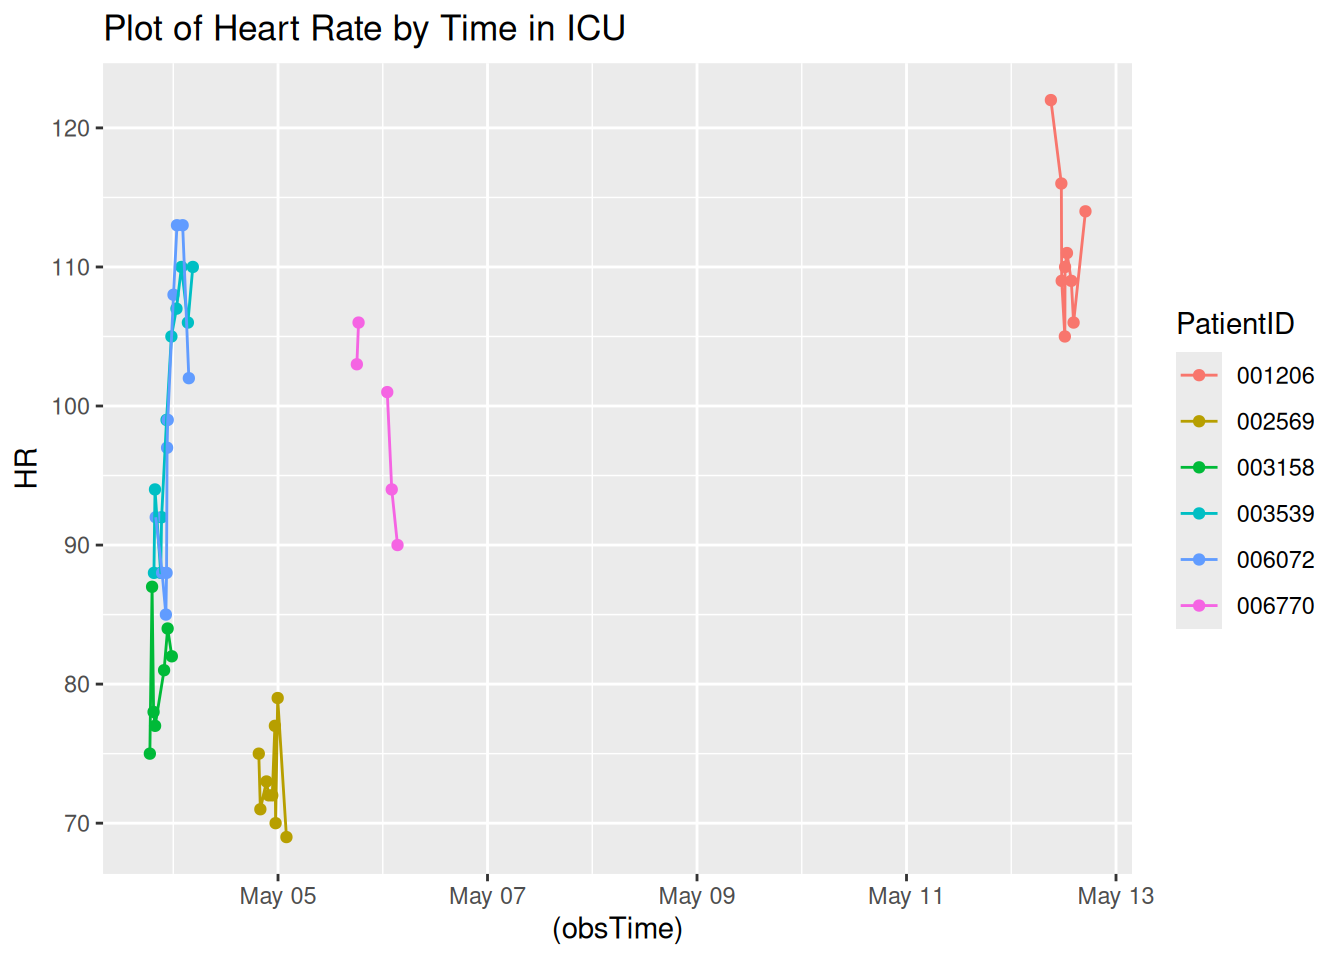 Plot of Heart Rate by Time in ICU
120
110
100
90
80
70
HR
May 05
May 07
May 09
May 11
May 13
(obsTime)
PatientID
001206
002569
003158
003539
006072
006770